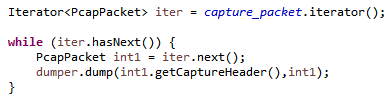 Iterator<PcapPacket> iter = capture_packet.iterator();
while (iter.hasNext()) {
PcapPacket int1 = iter.next();
dumper.dump(int1.getCaptureHeader(),int1);
}